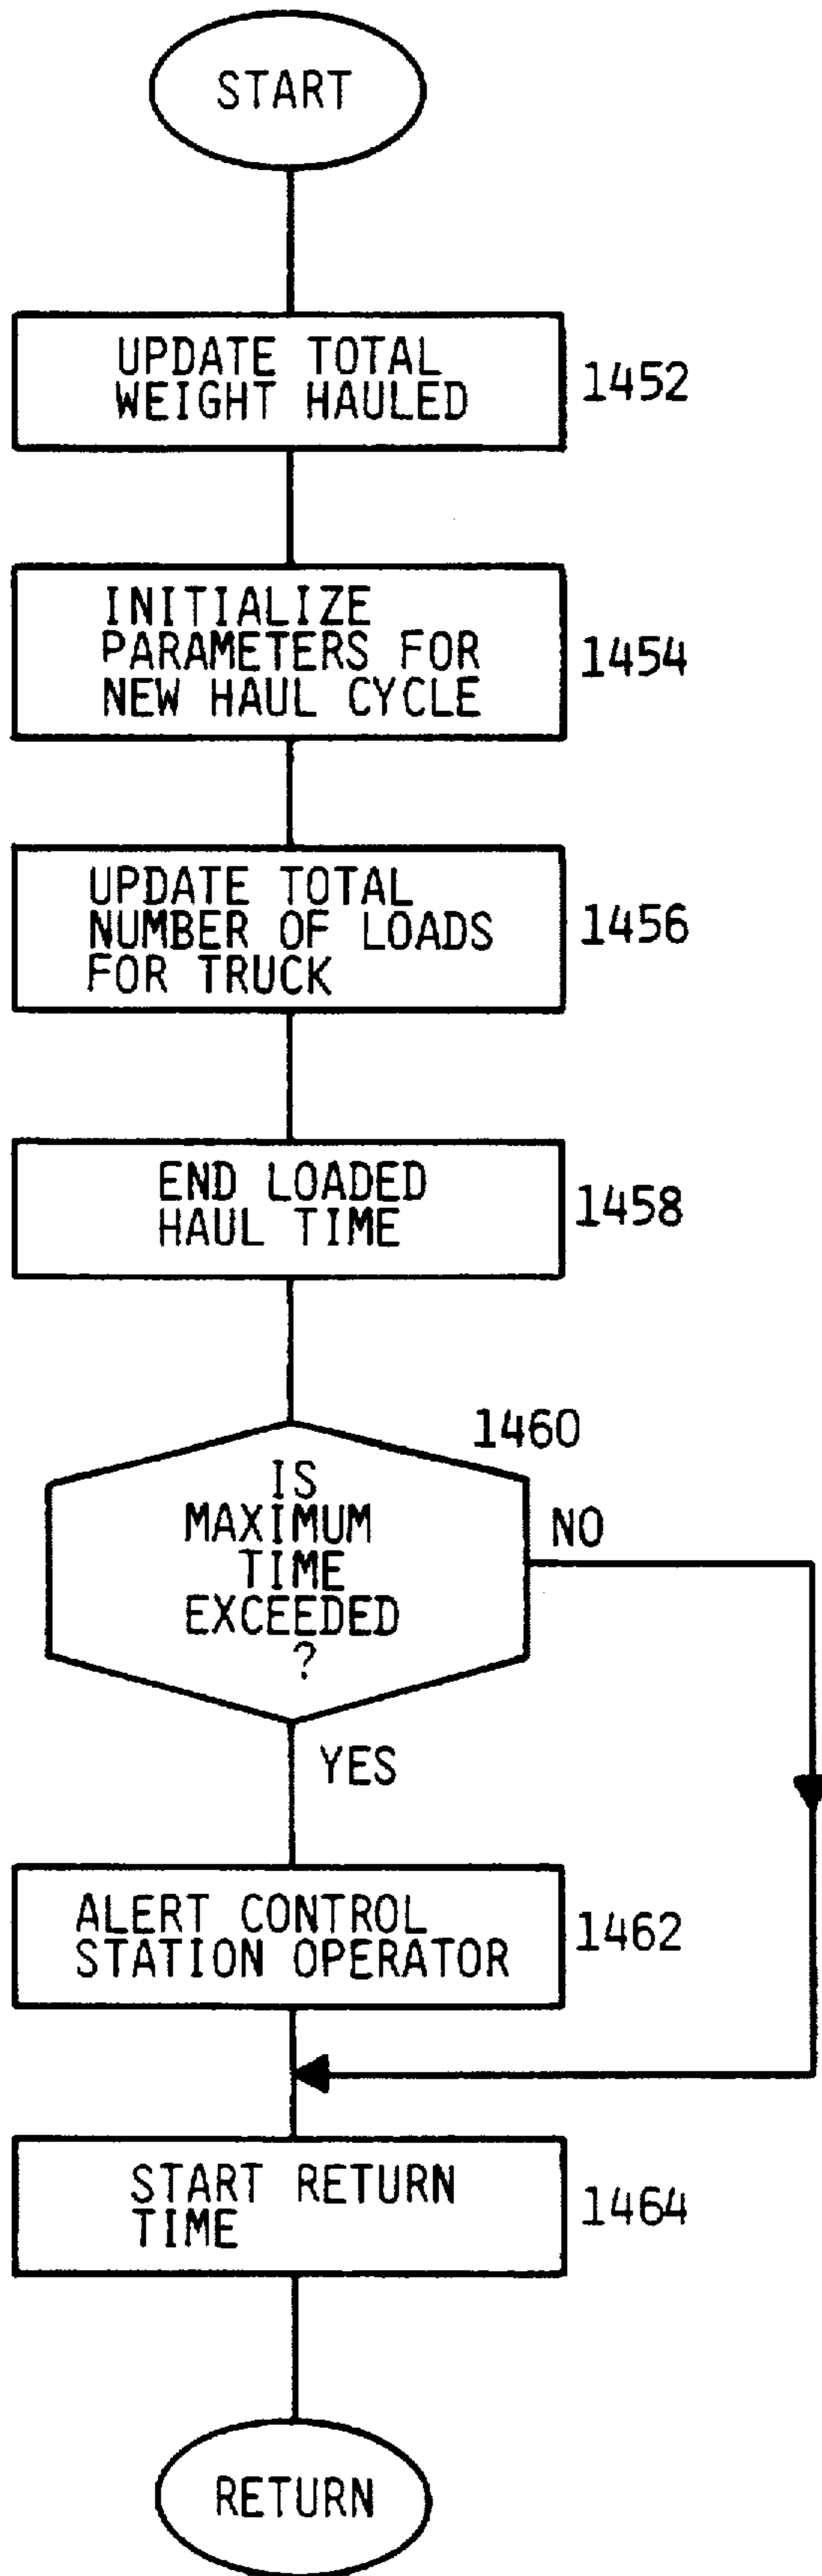 START
UPDATE TOTAL
WEIGHT HAULED
1452
INITIALIZE
PARAMETERS FOR
NEW HAUL CYCLE
1454
UPDATE TOTAL
NUMBER OF LOADS
FOR TRUCK
1456
END LOADED
HAUL TIME
1458
1460
IS
MAXIMUM
TIME
EXCEEDED
?
NO
YES
ALERT CONTROL
STATION OPERATOR
1462
START RETURN
TIME
1464
RETURN